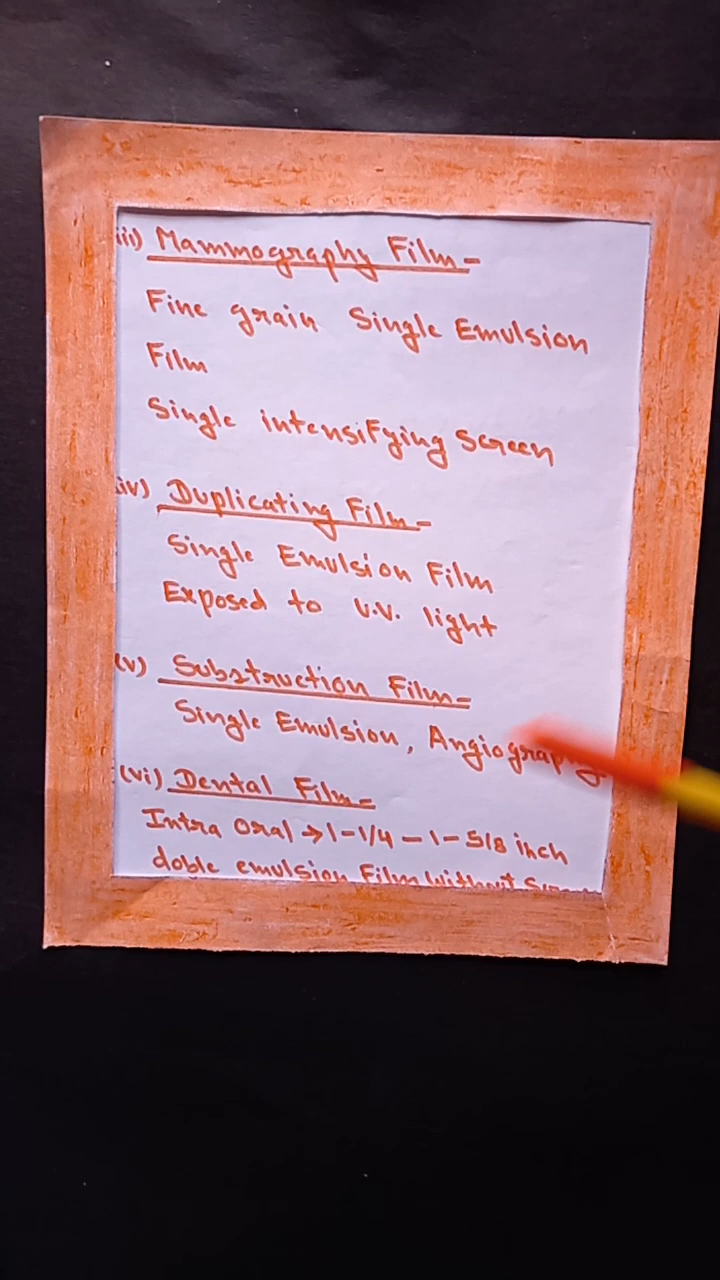 iii) Mammography Film-
Fine grain Single Emulsion
Film
Single intensifying Screen
iv) Duplicating Film-
Single Emulsion Film
Exposed to U.V. light
(v) Substruction Film-
Single Emulsion, Angiography
(vi) Dental Film-
Intra Oral → 1-1/4 - 1-5/8 inch
doble emulsion Film Without